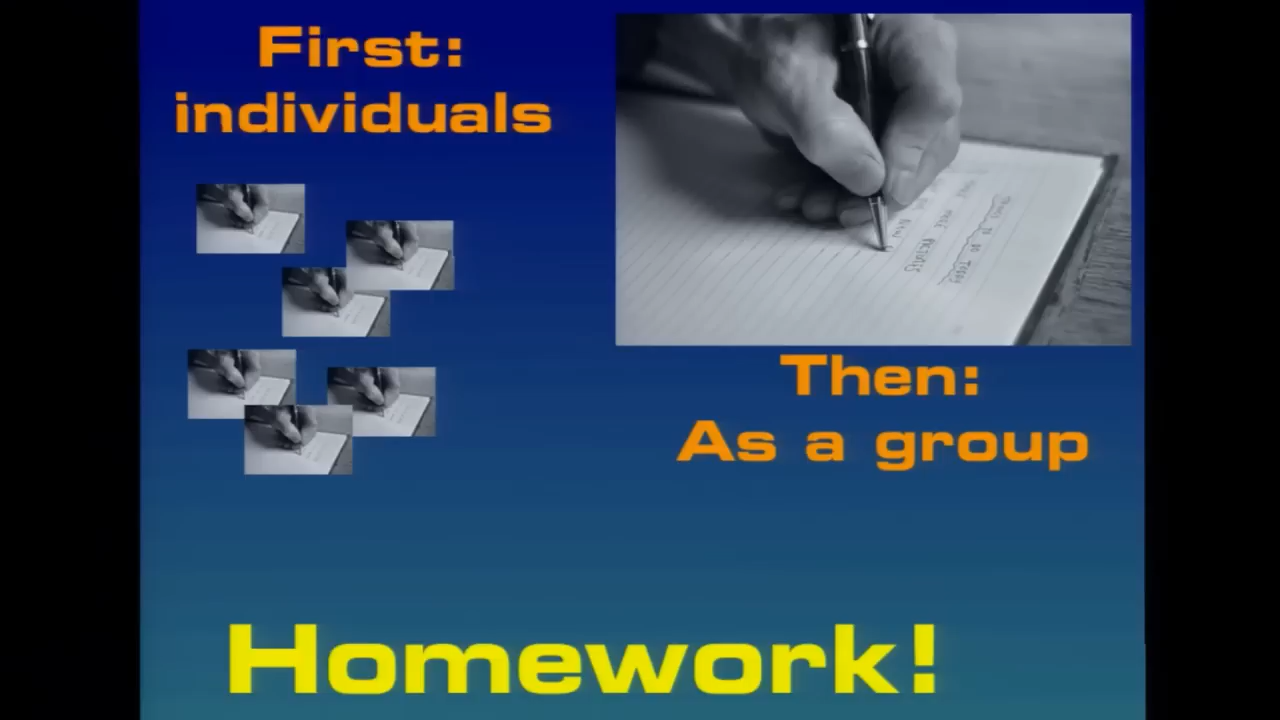 First:
individuals
Then:
As a group
Homework!